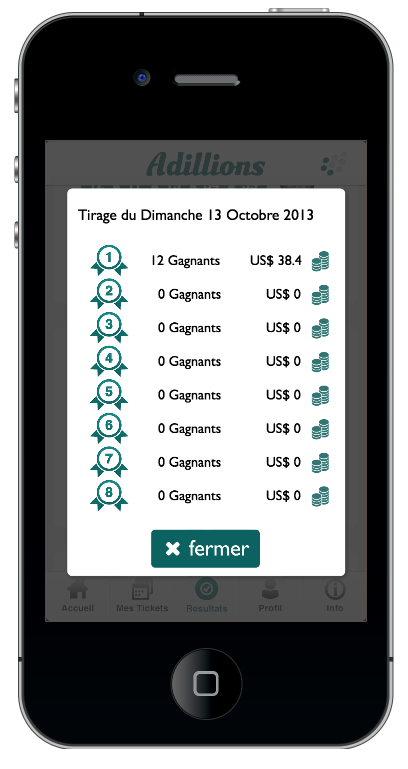 Adillions
Tirage du Dimanche 13 Octobre 2013
1 12 Gagnants US$ 38.4
2 0 Gagnants US$ 0
3 0 Gagnants US$ 0
4 0 Gagnants US$ 0
5 0 Gagnants US$ 0
6 0 Gagnants US$ 0
7 0 Gagnants US$ 0
8 0 Gagnants US$ 0
fermer
Accueil Mes Tickets Resultats Profil Info